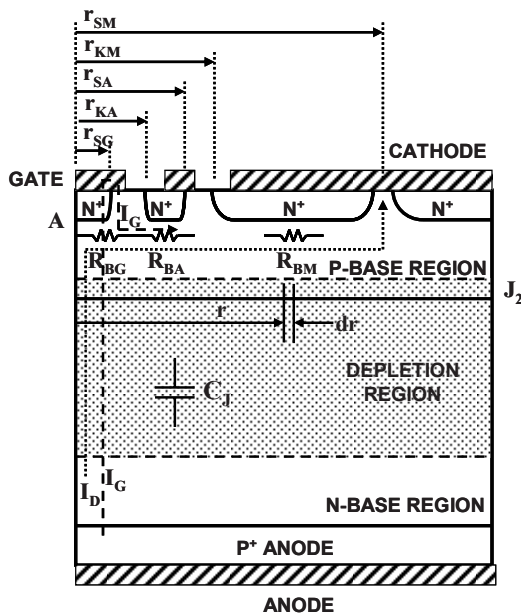 r_SM
r_KM
r_SA
r_KA
r_SG
CATHODE
GATE
N+ N+ N+ N+
A
I_G
R_BG R_BA R_BM
P-BASE REGION
J_2
r dr
DEPLETION
REGION
C_J
I_D I_G
N-BASE REGION
P+ ANODE
ANODE